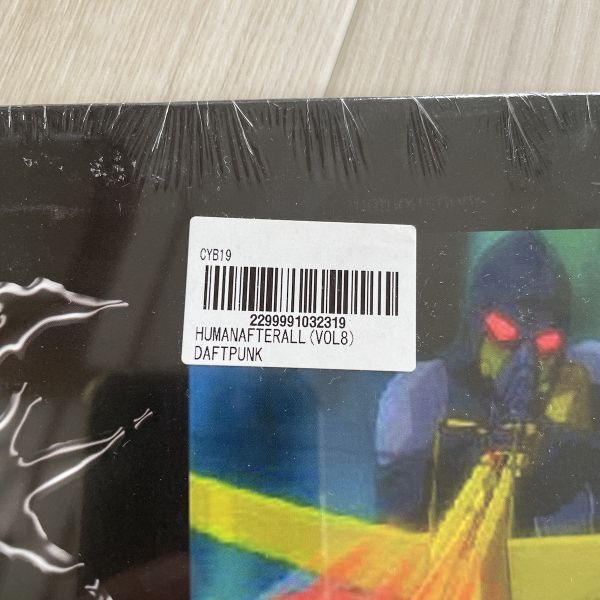 CYB19
2299991032319
HUMANAFTERALL(VOL8)
DAFTPUNK